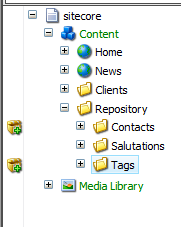 sitecore
Content
Home
News
Clients
Repository
Contacts
Salutations
Tags
Media Library